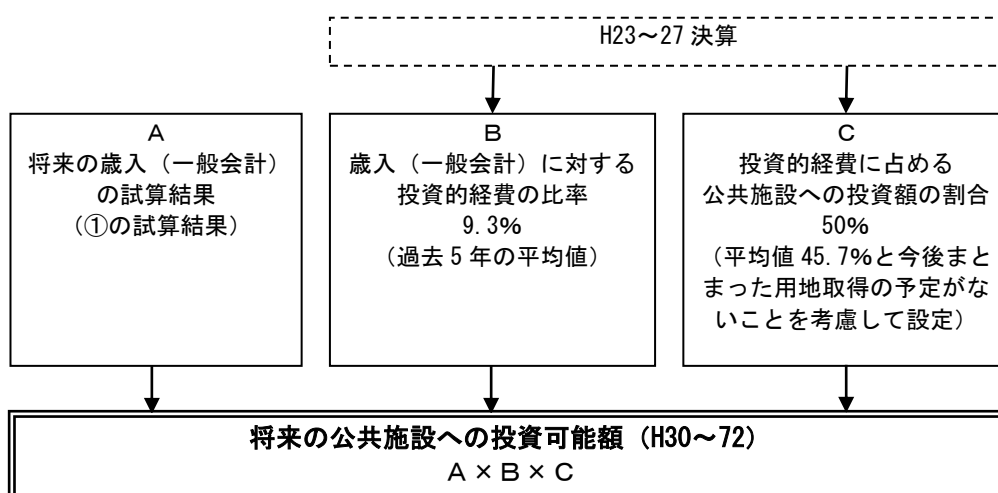 H23～27 決算
A
将来の歳入（一般会計）
の試算結果
（①の試算結果）
B
歳入（一般会計）に対する
投資的経費の比率
9.3%
（過去 5 年の平均値）
C
投資的経費に占める
公共施設への投資額の割合
50%
（平均値 45.7%と今後まと
まった用地取得の予定がな
いことを考慮して設定）
将来の公共施設への投資可能額（H30～72）
A × B × C